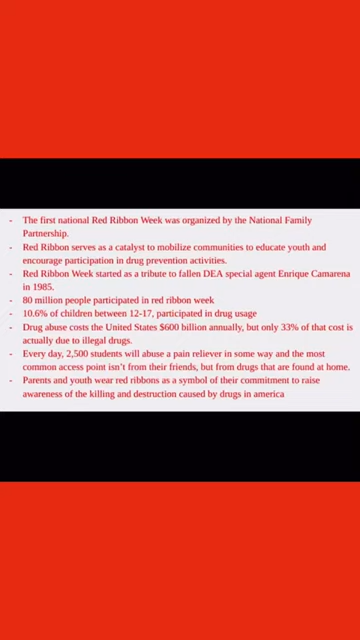 - The first national Red Ribbon Week was organized by the National Family
Partnership.
- Red Ribbon serves as a catalyst to mobilize communities to educate youth and
encourage participation in drug prevention activities.
- Red Ribbon Week started as a tribute to fallen DEA special agent Enrique Camarena
in 1985.
- 80 million people participated in red ribbon week
- 10.6% of children between 12-17, participated in drug usage
- Drug abuse costs the United States $600 billion annually, but only 33% of that cost is
actually due to illegal drugs.
- Every day, 2,500 students will abuse a pain reliever in some way and the most
common access point isn’t from their friends, but from drugs that are found at home.
- Parents and youth wear red ribbons as a symbol of their commitment to raise
awareness of the killing and destruction caused by drugs in america